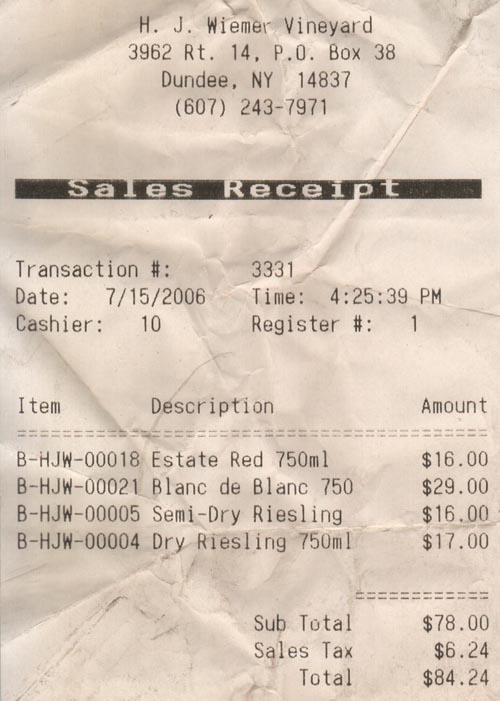 H. J. Wiemer Vineyard
3962 Rt. 14, P.O. Box 38
Dundee, NY 14837
(607) 243-7971
Sales Receipt
Transaction #: 3331
Date: 7/15/2006 Time: 4:25:39 PM
Cashier: 10 Register #: 1
Item Description Amount
B-HJW-00018 Estate Red 750ml $16.00
B-HJW-00021 Blanc de Blanc 750 $29.00
B-HJW-00005 Semi-Dry Riesling $16.00
B-HJW-00004 Dry Riesling 750ml $17.00
Sub Total $78.00
Sales Tax $6.24
Total $84.24